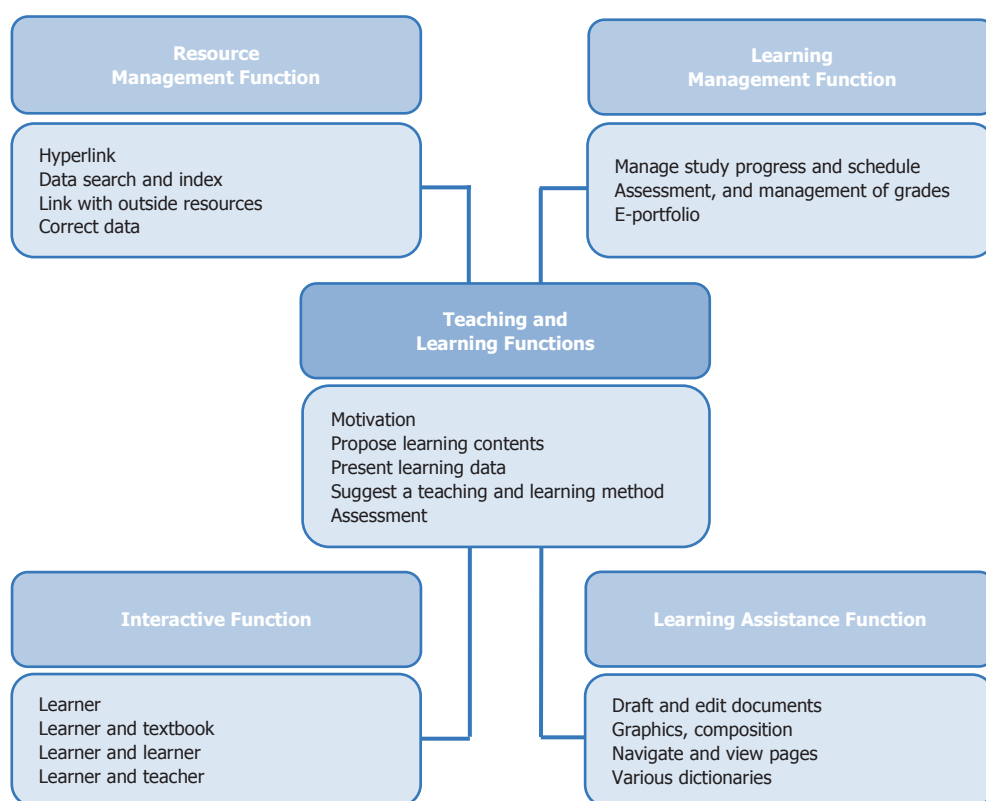 Resource
Management Function
Hyperlink
Data search and index
Link with outside resources
Correct data
Learning
Management Function
Manage study progress and schedule
Assessment, and management of grades
E-portfolio
Teaching and
Learning Functions
Motivation
Propose learning contents
Present learning data
Suggest a teaching and learning method
Assessment
Interactive Function
Learner
Learner and textbook
Learner and learner
Learner and teacher
Learning Assistance Function
Draft and edit documents
Graphics, composition
Navigate and view pages
Various dictionaries